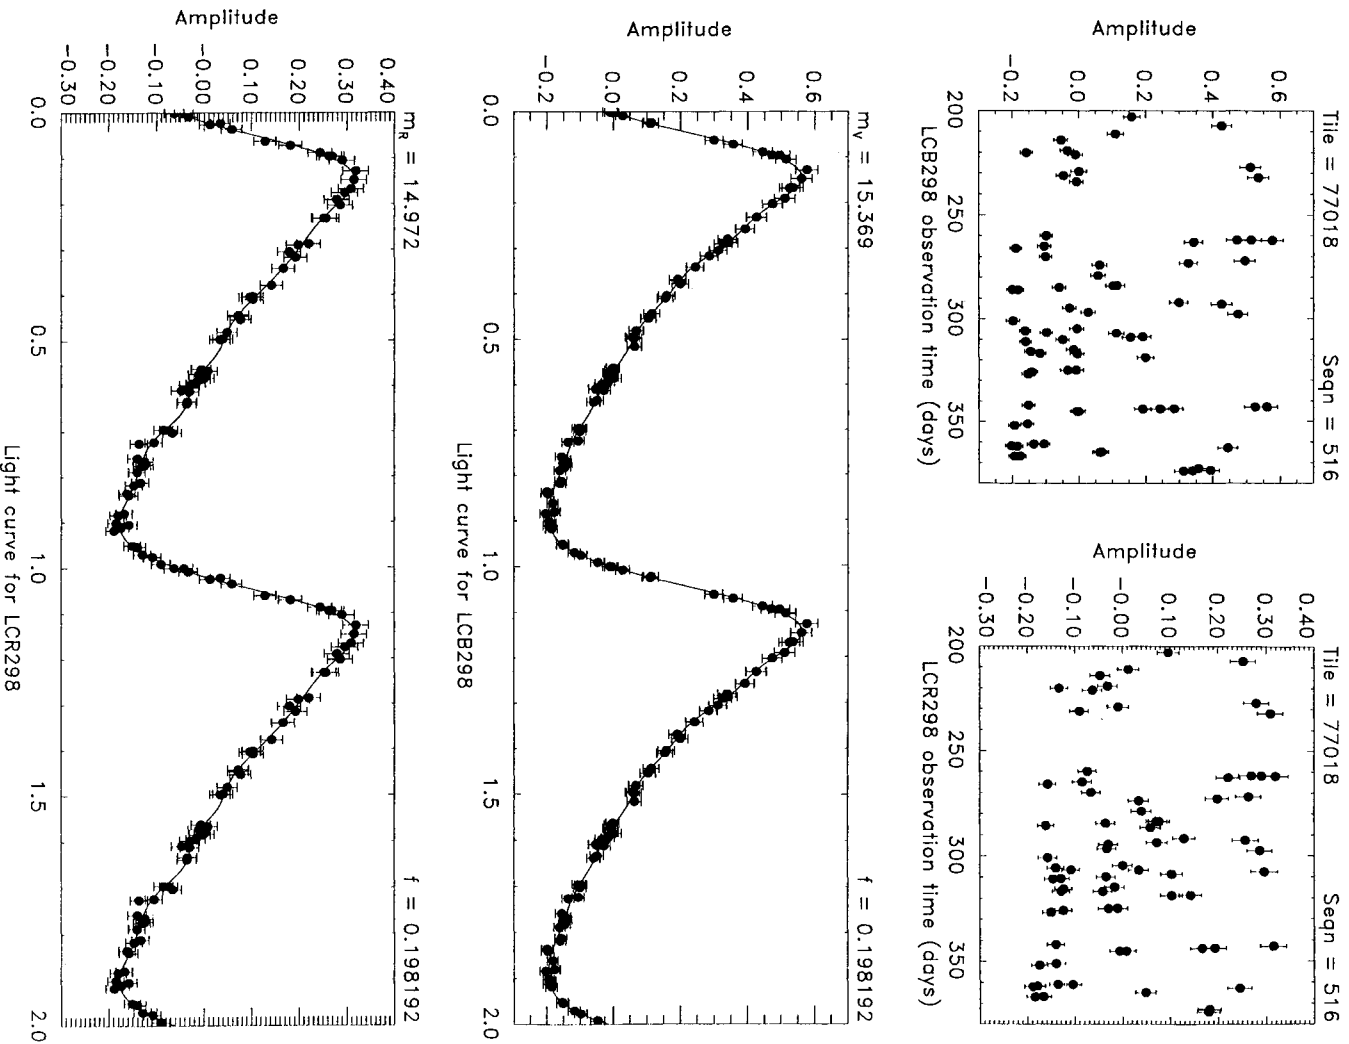 Tile = 77018 Seqn = 516
Amplitude
0.6
0.4
0.2
0.0
-0.2
200 250 300 350
LCB298 observation time (days)
Tile = 77018 Seqn = 516
Amplitude
0.40
0.30
0.20
0.10
-0.00
-0.10
-0.20
-0.30
200 250 300 350
LCR298 observation time (days)
mV = 15.369 f = 0.198192
Amplitude
0.6
0.4
0.2
0.0
-0.2
0.0 0.5 1.0 1.5 2.0
Light curve for LCB298
mR = 14.972 f = 0.198192
Amplitude
0.40
0.30
0.20
0.10
-0.00
-0.10
-0.20
-0.30
0.0 0.5 1.0 1.5 2.0
Light curve for LCR298